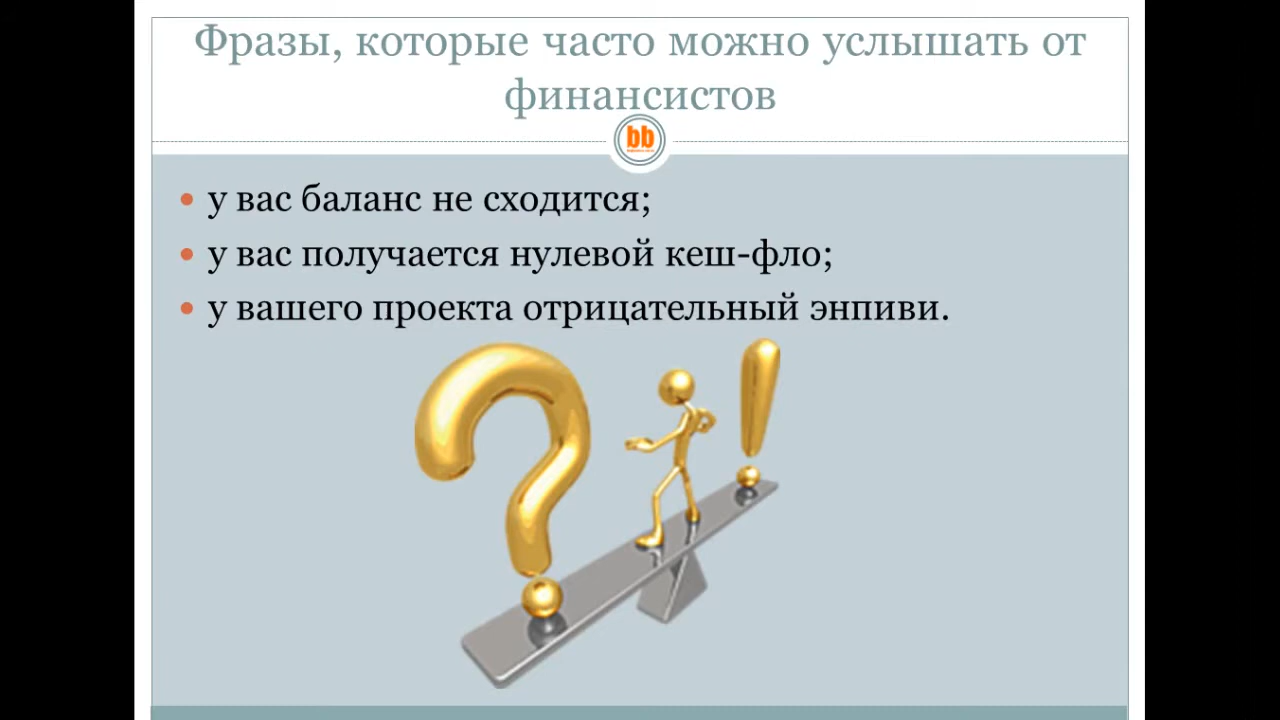 Фразы, которые часто можно услышать от
финансистов
bb
у вас баланс не сходится;
у вас получается нулевой кеш-фло;
у вашего проекта отрицательный энпиви.